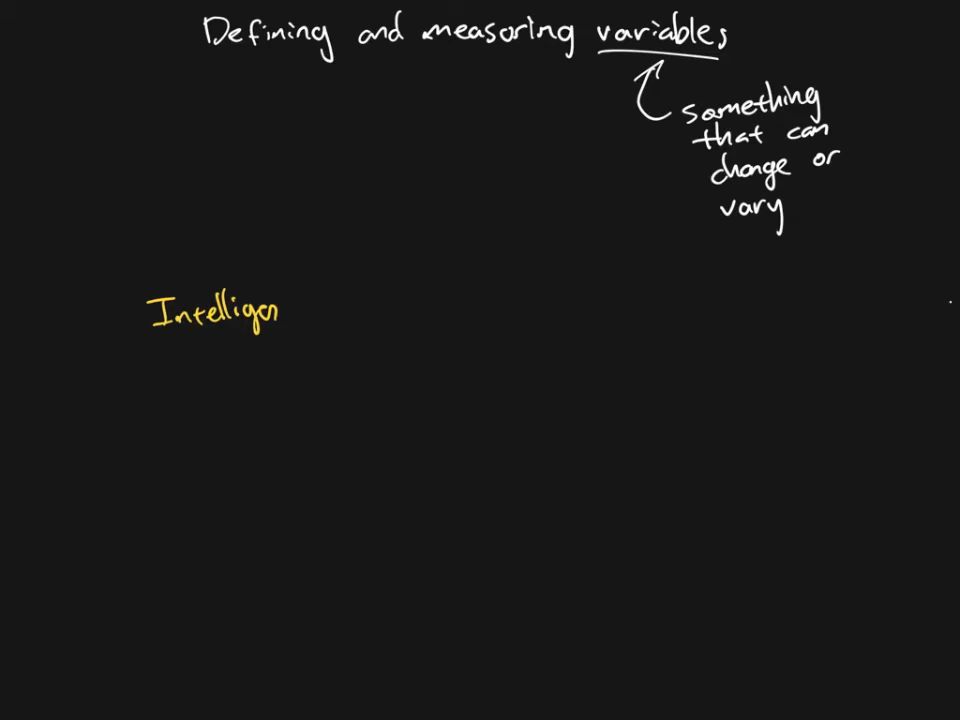 Defining and measuring variables
something
that can
change or
vary
Intelligen